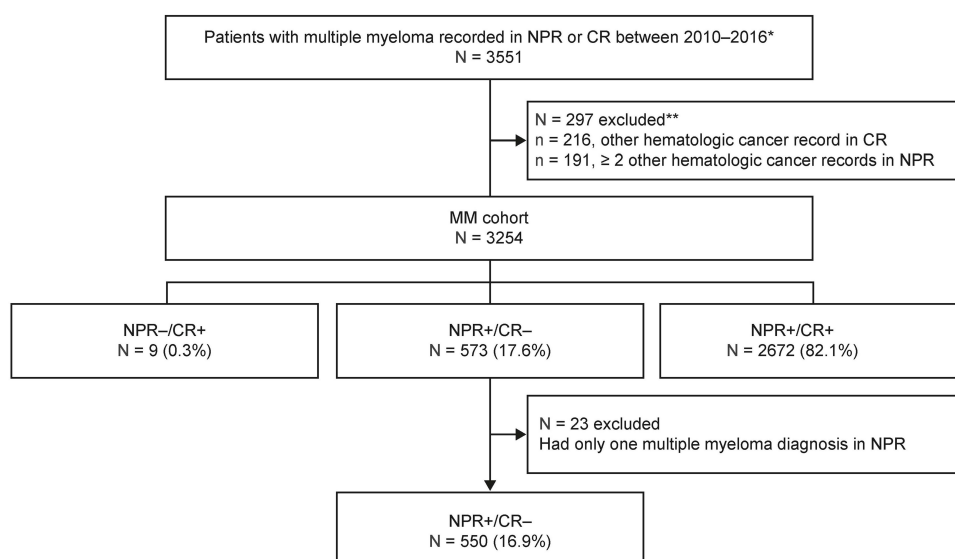 Patients with multiple myeloma recorded in NPR or CR between 2010–2016*
N = 3551
N = 297 excluded**
n = 216, other hematologic cancer record in CR
n = 191, ≥ 2 other hematologic cancer records in NPR
MM cohort
N = 3254
NPR–/CR+
N = 9 (0.3%)
NPR+/CR–
N = 573 (17.6%)
NPR+/CR+
N = 2672 (82.1%)
N = 23 excluded
Had only one multiple myeloma diagnosis in NPR
NPR+/CR–
N = 550 (16.9%)